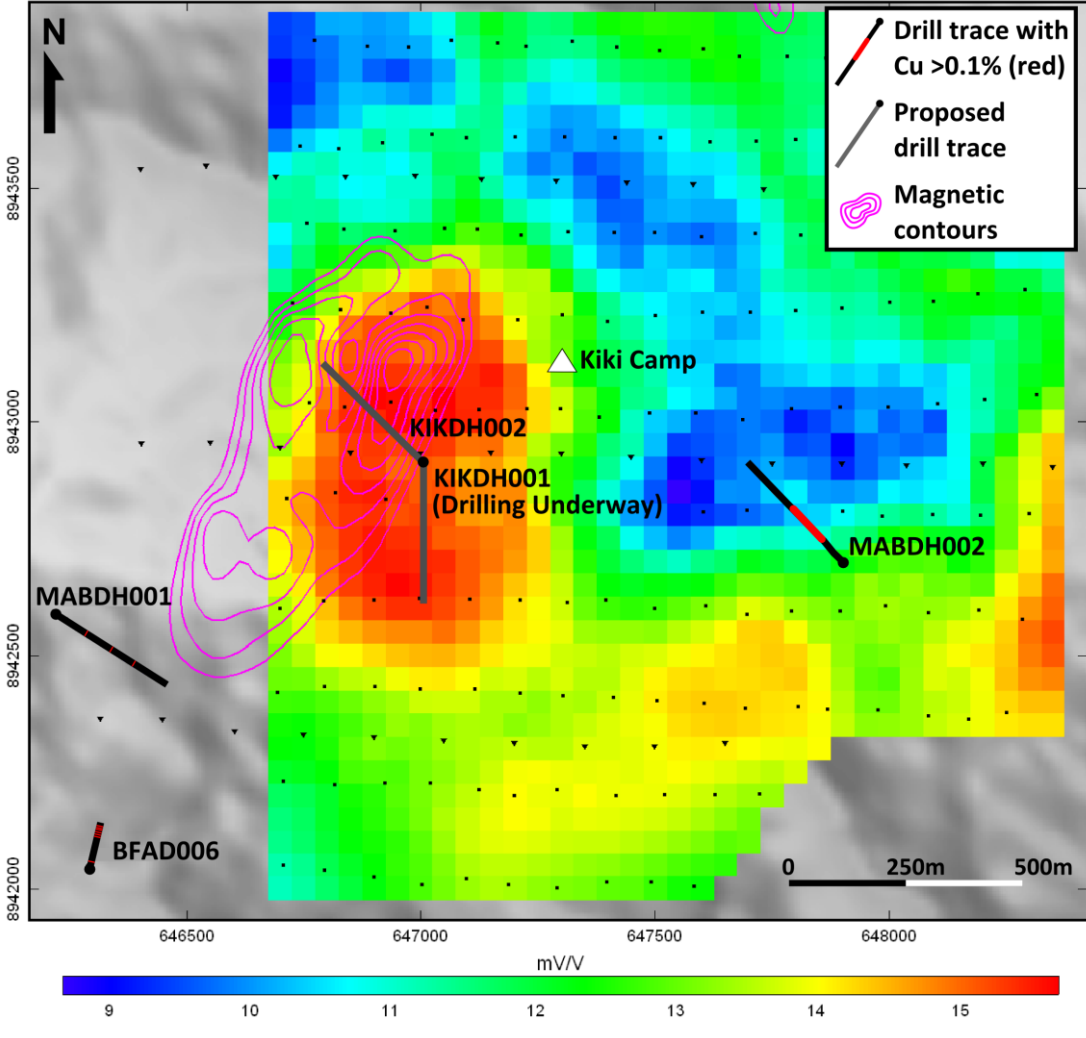 N
Drill trace with
Cu >0.1% (red)
Proposed
drill trace
Magnetic
contours
8943500
8943000
8942500
8942000
Kiki Camp
KIKDH002
KIKDH001
(Drilling Underway)
MABDH002
MABDH001
BFAD006
0 250m 500m
646500 647000 647500 648000
mV/V
9 10 11 12 13 14 15